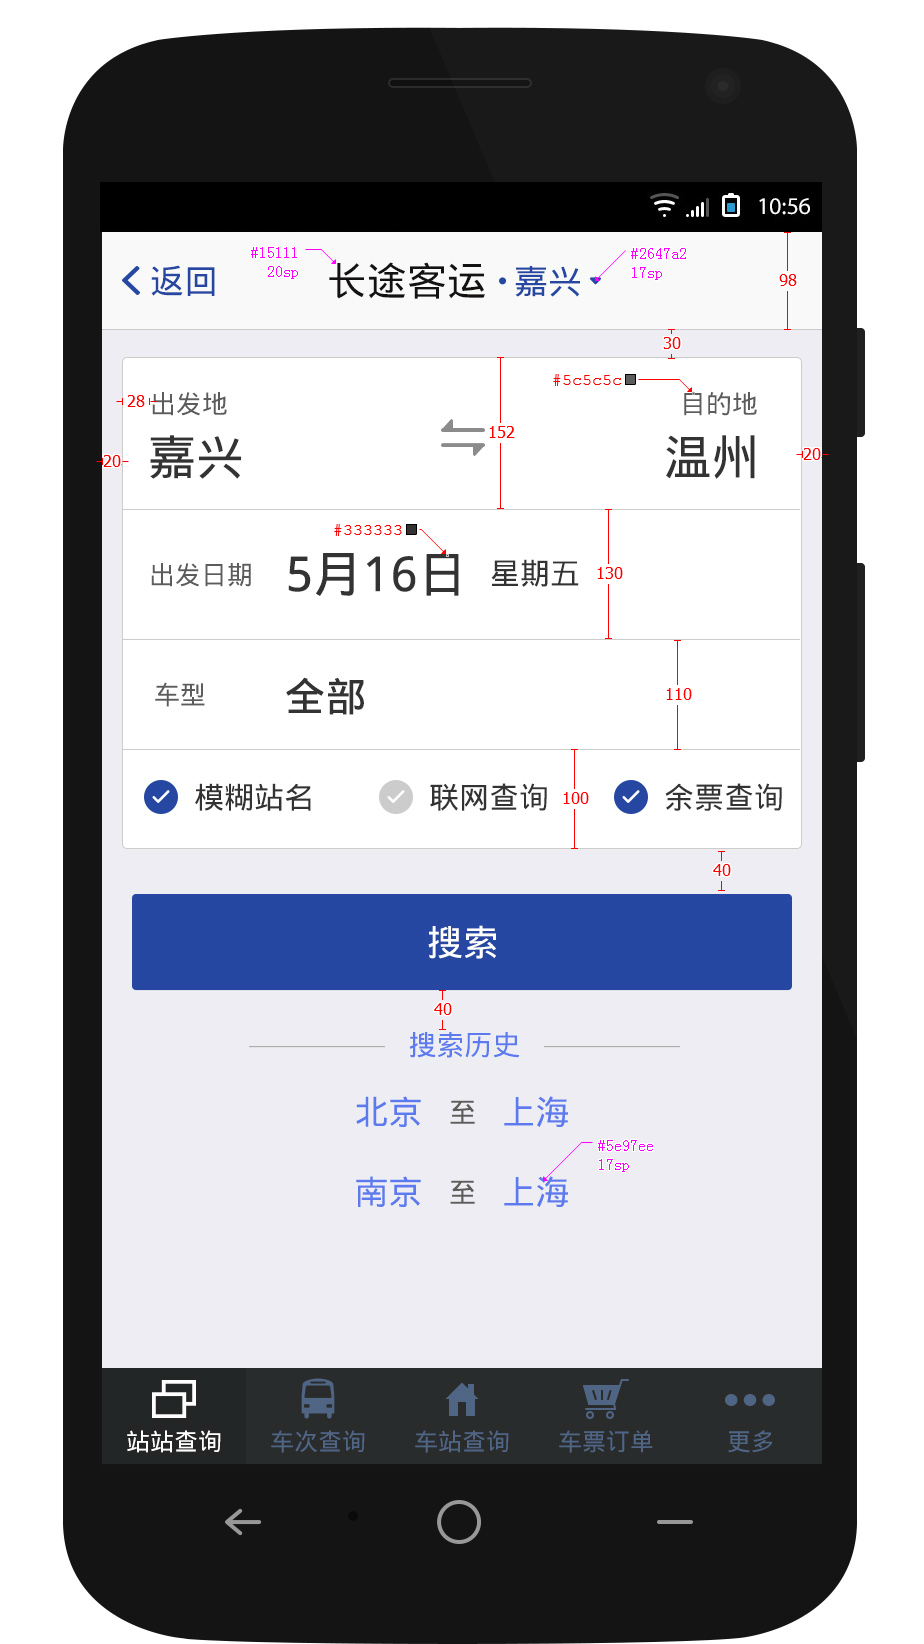 10:56
返回
#15111
20sp
长途客运
·嘉兴
#2647a2
17sp
98
30
#5c5c5c
28
出发地
目的地
152
嘉兴
温州
20
20
#333333
出发日期
5月16日
星期五
130
车型
全部
110
模糊站名
联网查询
100
余票查询
40
搜索
40
搜索历史
北京 至 上海
#5e97ee
17sp
南京 至 上海
站站查询
车次查询
车站查询
车票订单
更多